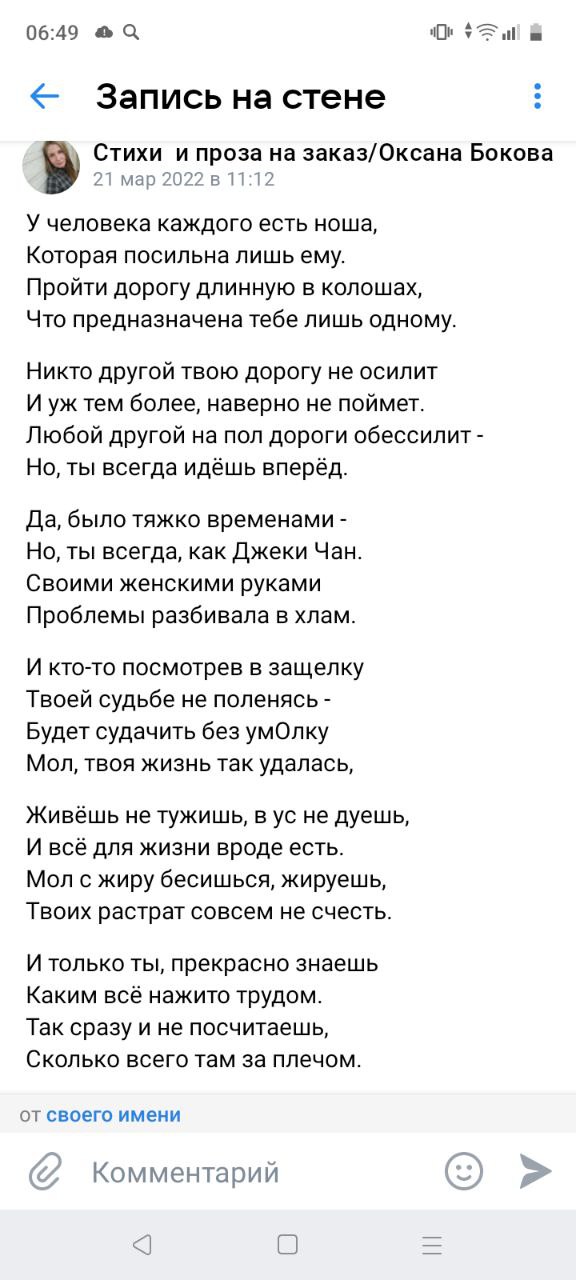 06:49
Запись на стене
Стихи и проза на заказ/Оксана Бокова
21 мар 2022 в 11:12
У человека каждого есть ноша,
Которая посильна лишь ему.
Пройти дорогу длинную в колошах,
Что предназначена тебе лишь одному.
Никто другой твою дорогу не осилит
И уж тем более, наверно не поймет.
Любой другой на пол дороги обессилит -
Но, ты всегда идёшь вперёд.
Да, было тяжко временами -
Но, ты всегда, как Джеки Чан.
Своими женскими руками
Проблемы разбивала в хлам.
И кто-то посмотрев в защелку
Твоей судьбе не поленясь -
Будет судачить без умОлку
Мол, твоя жизнь так удалась,
Живёшь не тужишь, в ус не дуешь,
И всё для жизни вроде есть.
Мол с жиру бесишься, жируешь,
Твоих растрат совсем не счесть.
И только ты, прекрасно знаешь
Каким всё нажито трудом.
Так сразу и не посчитаешь,
Сколько всего там за плечом.
от своего имени
Комментарий